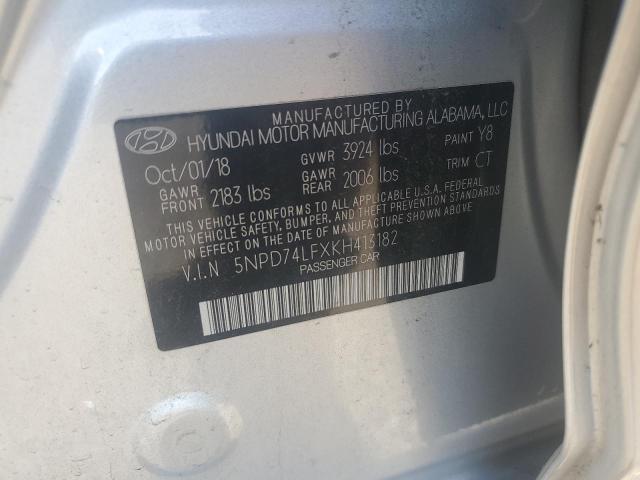 MANUFACTURED BY
HYUNDAI MOTOR MANUFACTURING ALABAMA, LLC
Oct/01/18 GVWR 3924 lbs PAINT Y8
GAWR FRONT 2183 lbs GAWR REAR 2006 lbs TRIM CT
THIS VEHICLE CONFORMS TO ALL APPLICABLE U.S.A. FEDERAL
MOTOR VEHICLE SAFETY, BUMPER, AND THEFT PREVENTION STANDARDS IN
EFFECT ON THE DATE OF MANUFACTURE SHOWN ABOVE.
V.I.N 5NPD74LFXKH413182
PASSENGER CAR